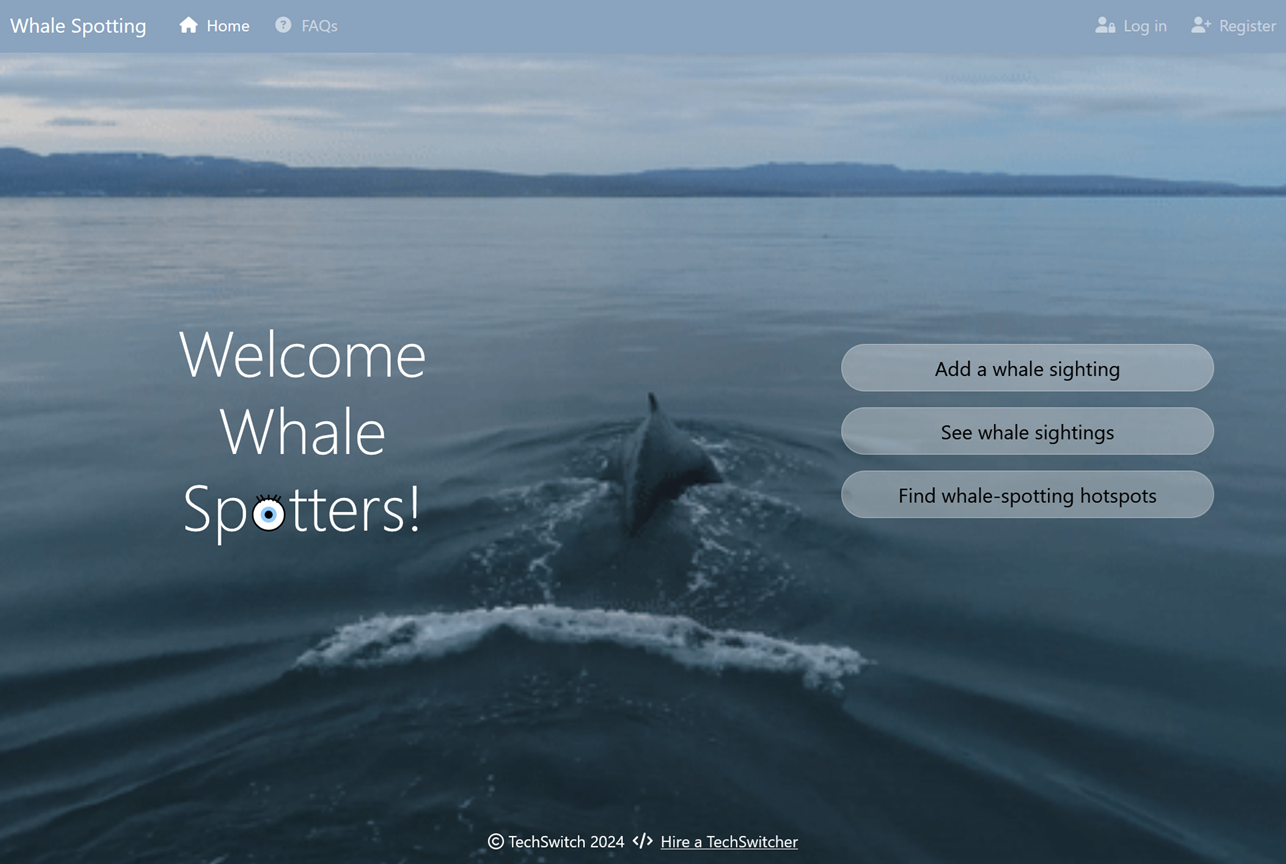 Whale Spotting Home FAQs Log in Register
Welcome
Whale
Spotters!
Add a whale sighting
See whale sightings
Find whale-spotting hotspots
© TechSwitch 2024 </> Hire a TechSwitcher